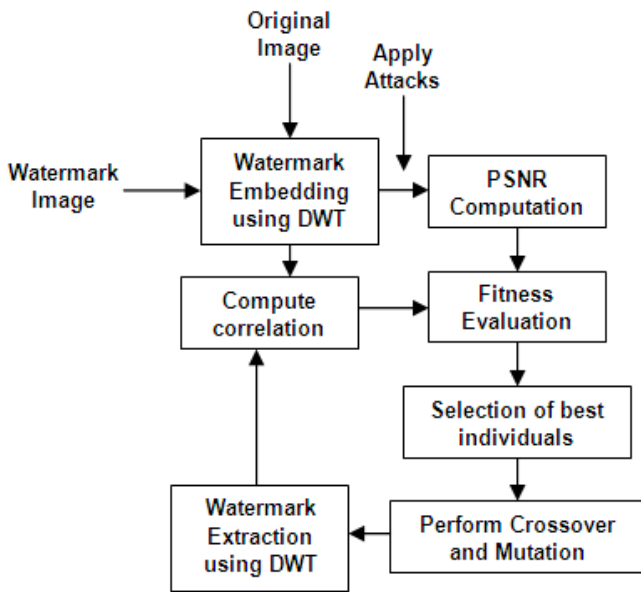 Original
Image
Apply
Attacks
Watermark
Image
Watermark
Embedding
using DWT
PSNR
Computation
Compute
correlation
Fitness
Evaluation
Selection of best
individuals
Watermark
Extraction
using DWT
Perform Crossover
and Mutation